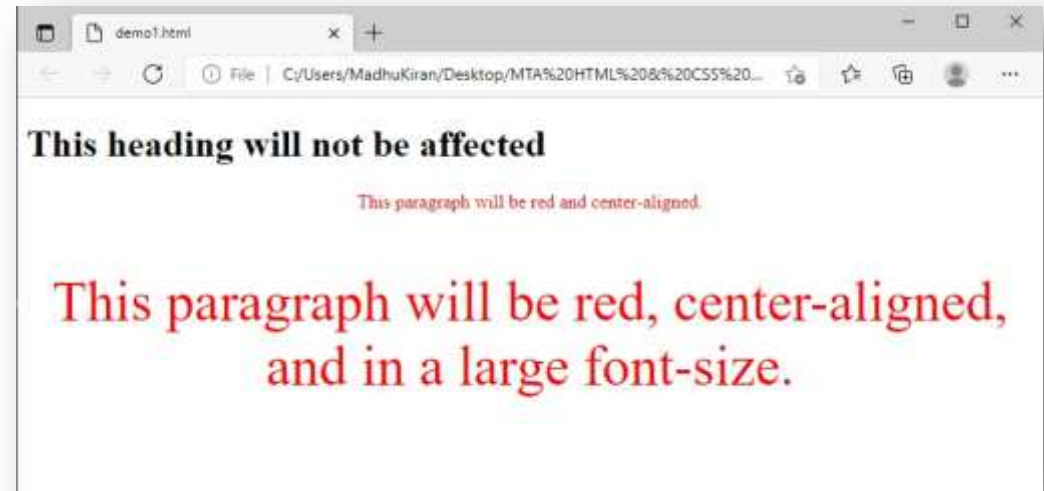 demo1.html
File | C:/Users/MadhuKiran/Desktop/MTA%20HTML%20&%20CSS%20...
This heading will not be affected
This paragraph will be red and center-aligned.
This paragraph will be red, center-aligned,
and in a large font-size.